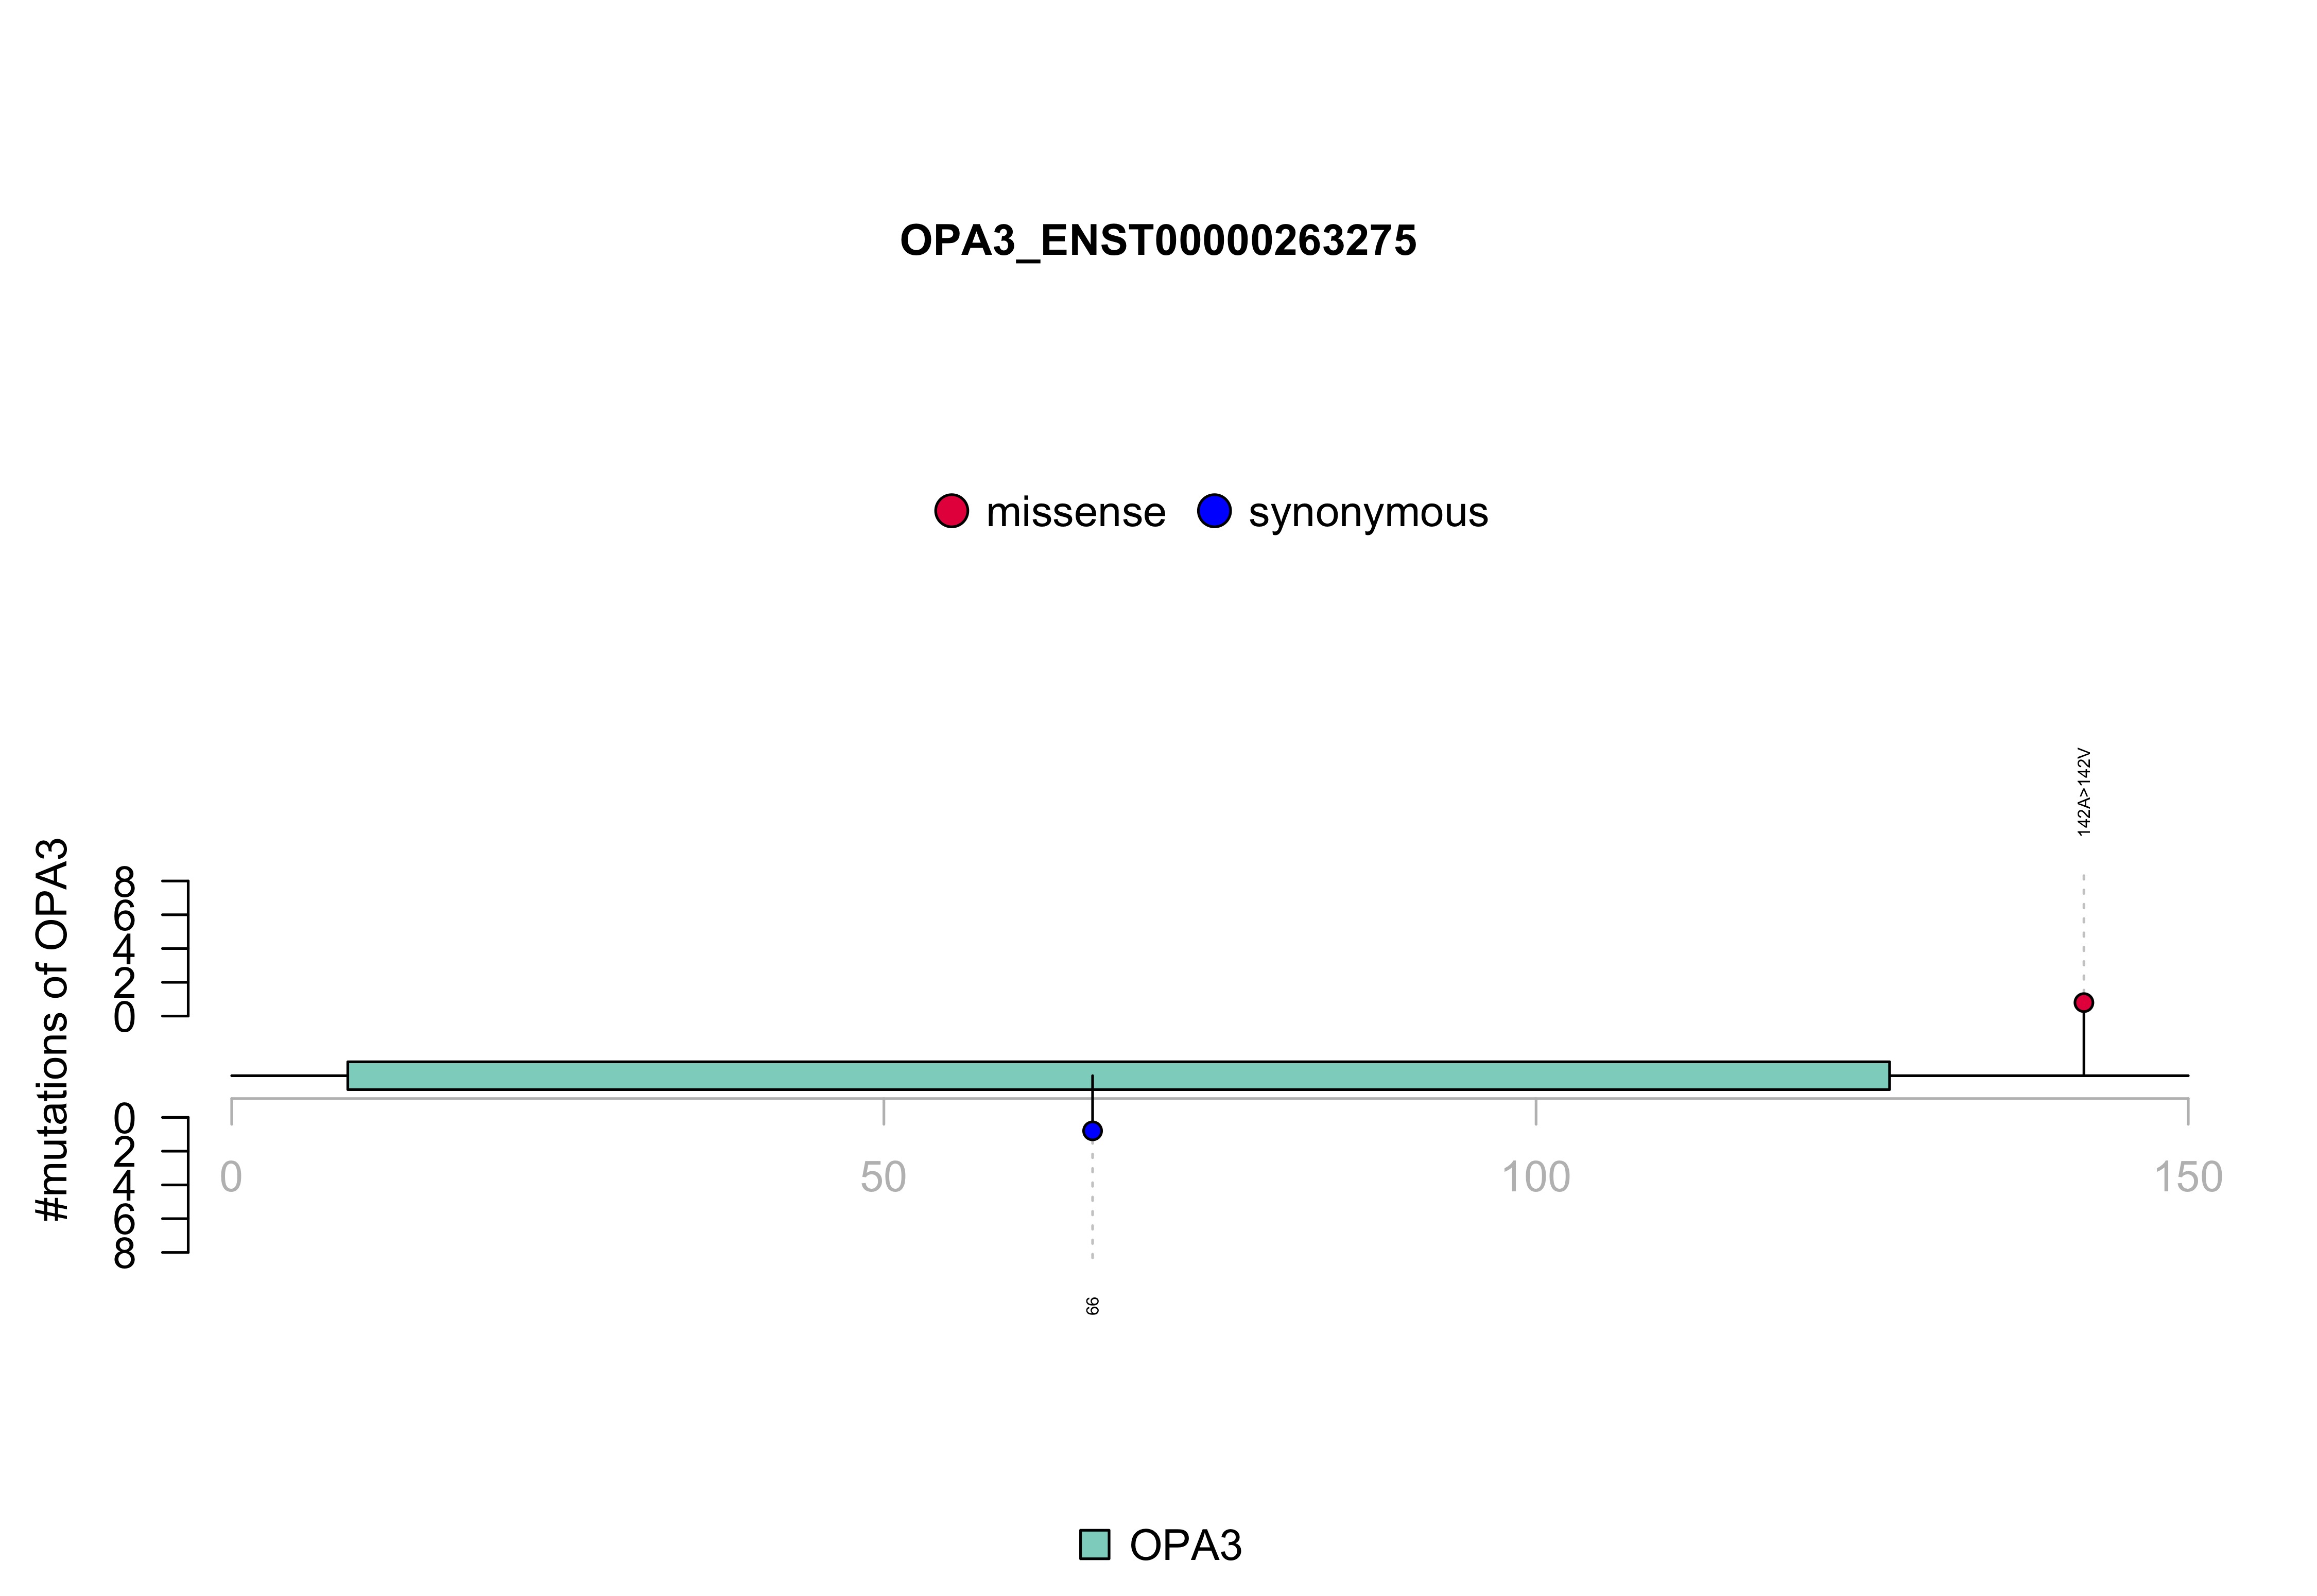 OPA3_ENST00000263275
missense synonymous
142A>142V
#mutations of OPA3
8
6
4
2
0
0
2
4
6
8
0 50 100 150
66
OPA3